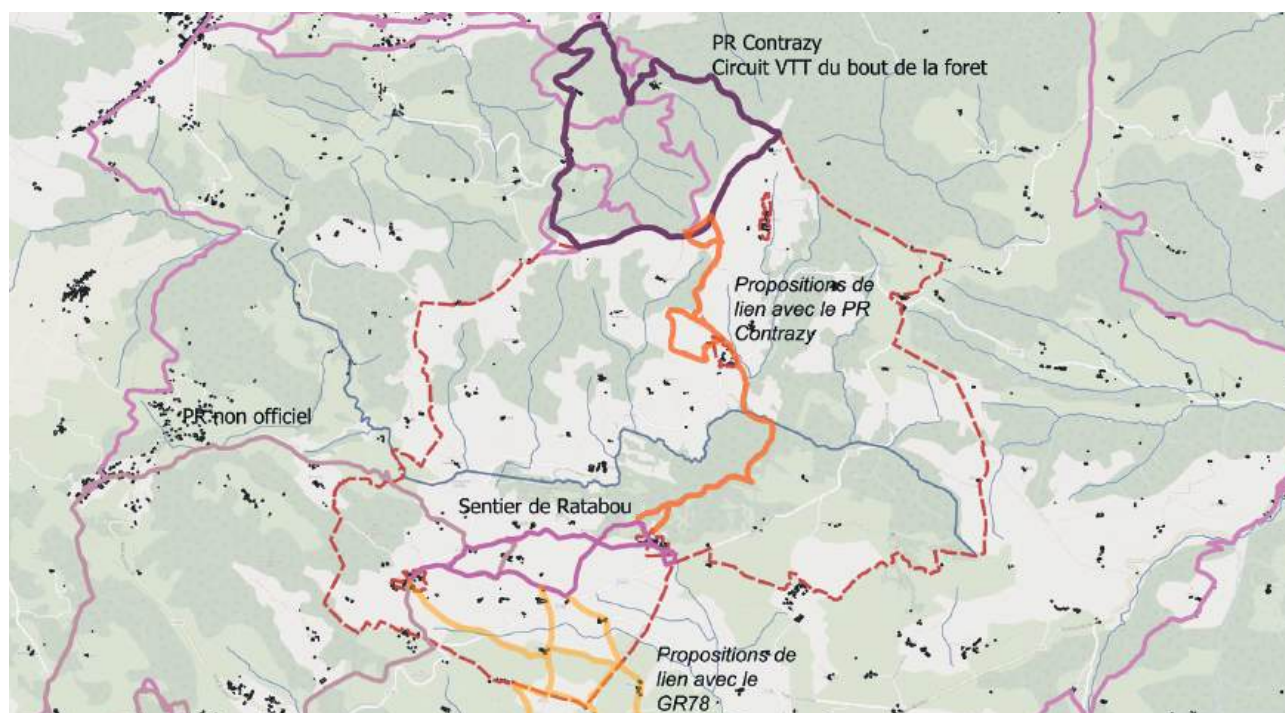 PR Contrazy
Circuit VTT du bout de la foret
Propositions de
lien avec le PR
Contrazy
PR non officiel
Sentier de Ratabou
Propositions de
lien avec le
GR78